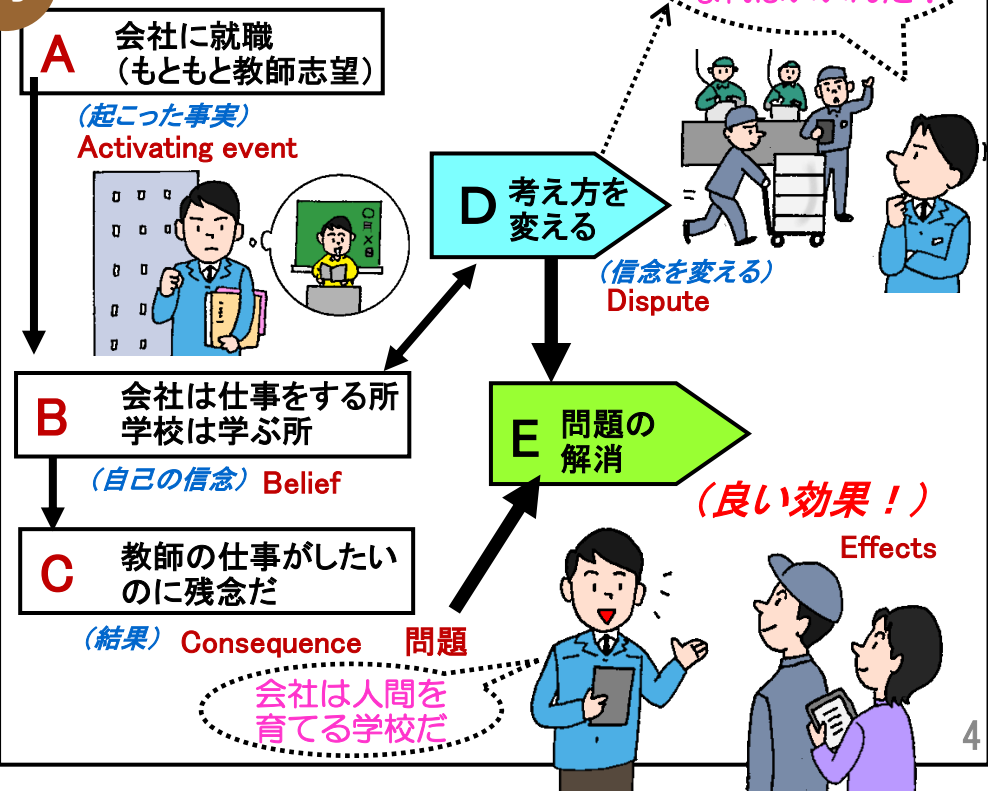 A
会社に就職
（もともと教師志望）
（起こった事実）
Activating event
D
考え方を
変える
（信念を変える）
Dispute
B
会社は仕事をする所
学校は学ぶ所
（自己の信念）
Belief
E
問題の
解消
（良い効果！）
Effects
C
教師の仕事がしたい
のに残念だ
（結果）
Consequence
問題
会社は人間を
育てる学校だ
4